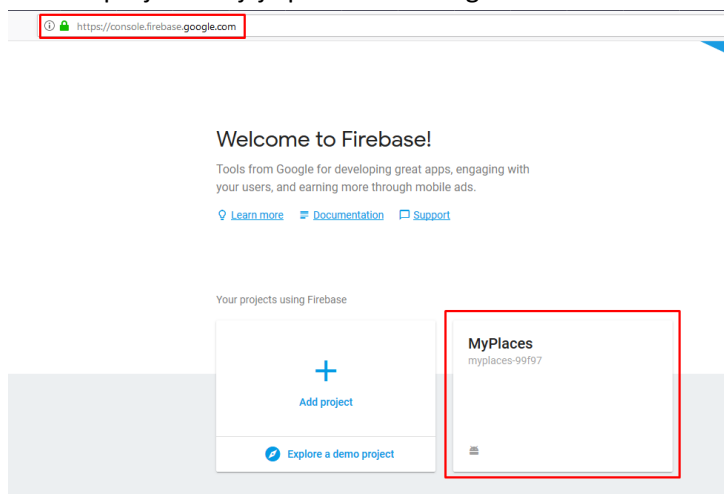 https://console.firebase.google.com
Welcome to Firebase!
Tools from Google for developing great apps, engaging with
your users, and earning more through mobile ads.
Learn more Documentation Support
Your projects using Firebase
MyPlaces
myplaces-99f97
Add project
Explore a demo project